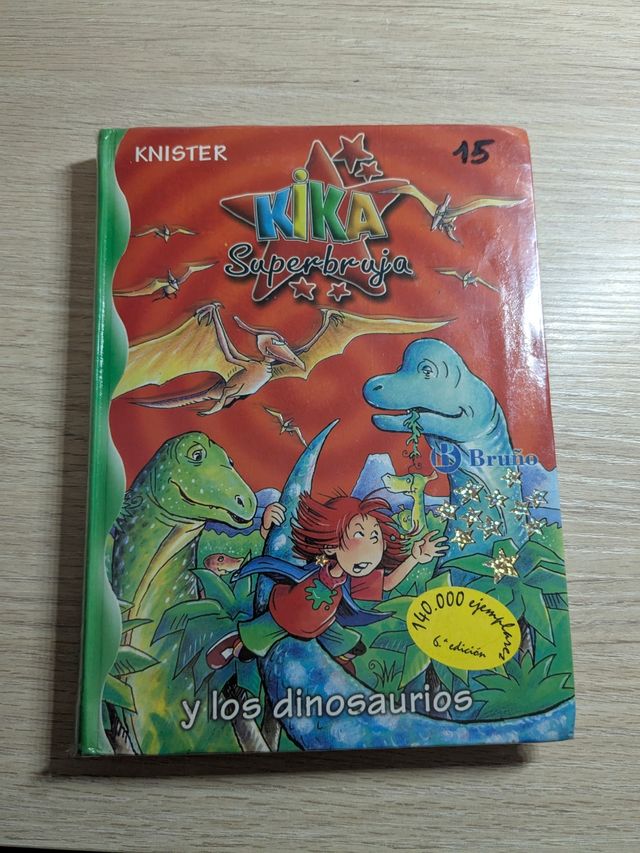 KNISTER
15
KiKA
Superbruja
B Bruño
140.000 ejemplares
6.ª edición
y los dinosaurios